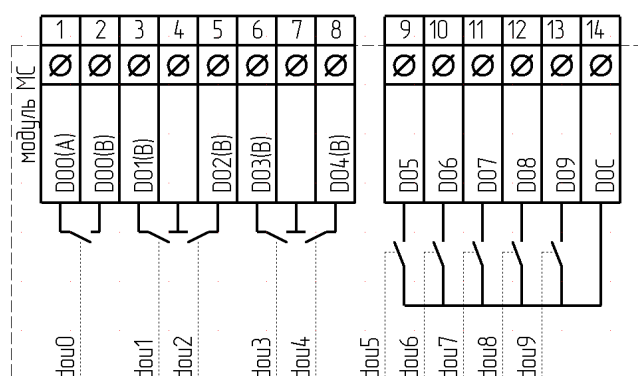 1 2 3 4 5 6 7 8 9 10 11 12 13 14
модуль МС
DO0(A) DO0(B) DO1(B) DO2(B) DO3(B) DO4(B) DO5 DO6 DO7 DO8 DO9 DOC
dou0 dou1 dou2 dou3 dou4 dou5 dou6 dou7 dou8 dou9